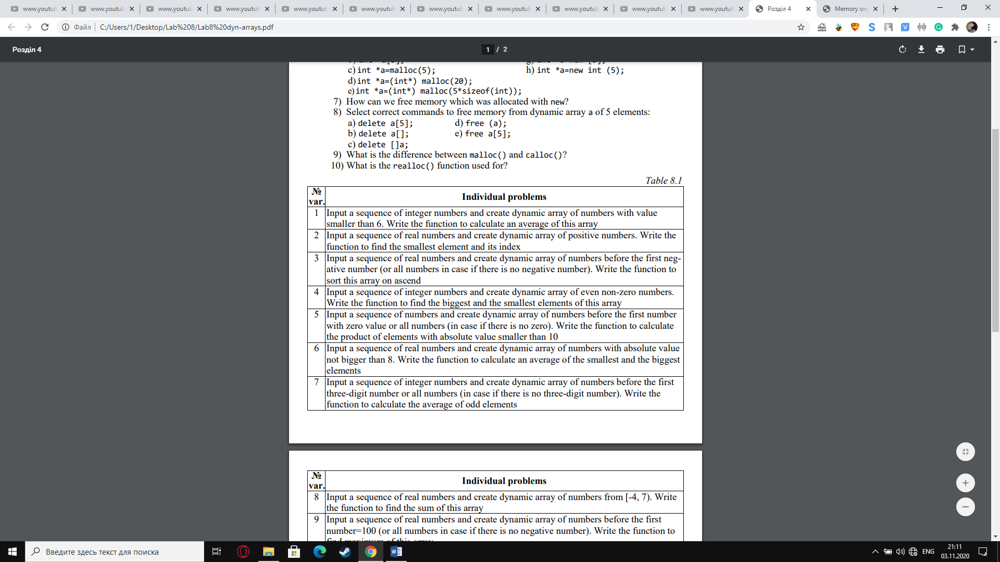 www.youtub www.youtub www.youtub www.youtub www.youtub www.youtub www.youtub www.youtub www.youtub www.youtub www.youtub Розділ 4 Memory org
Файл C:/Users/1/Desktop/Lab%208/Lab8%20dyn-arrays.pdf
Розділ 4 1 / 2
c) int *a=malloc(5); h) int *a=new int (5);
d) int *a=(int*) malloc(20);
e) int *a=(int*) malloc(5*sizeof(int));
7) How can we free memory which was allocated with new?
8) Select correct commands to free memory from dynamic array a of 5 elements:
a) delete a[5]; d) free (a);
b) delete a[]; e) free a[5];
c) delete []a;
9) What is the difference between malloc() and calloc()?
10) What is the realloc() function used for?
Table 8.1
№
var. Individual problems
1 Input a sequence of integer numbers and create dynamic array of numbers with value
smaller than 6. Write the function to calculate an average of this array
2 Input a sequence of real numbers and create dynamic array of positive numbers. Write the
function to find the smallest element and its index
3 Input a sequence of real numbers and create dynamic array of numbers before the first neg-
ative number (or all numbers in case if there is no negative number). Write the function to
sort this array on ascend
4 Input a sequence of integer numbers and create dynamic array of even non-zero numbers.
Write the function to find the biggest and the smallest elements of this array
5 Input a sequence of numbers and create dynamic array of numbers before the first number
with zero value or all numbers (in case if there is no zero). Write the function to calculate
the product of elements with absolute value smaller than 10
6 Input a sequence of real numbers and create dynamic array of numbers with absolute value
not bigger than 8. Write the function to calculate an average of the smallest and the biggest
elements
7 Input a sequence of integer numbers and create dynamic array of numbers before the first
three-digit number or all numbers (in case if there is no three-digit number). Write the
function to calculate the average of odd elements
№
var. Individual problems
8 Input a sequence of real numbers and create dynamic array of numbers from [-4, 7). Write
the function to find the sum of this array
9 Input a sequence of real numbers and create dynamic array of numbers before the first
number=100 (or all numbers in case if there is no negative number). Write the function to
find maximum of this array
Введите здесь текст для поиска
ENG
21:11
03.11.2020